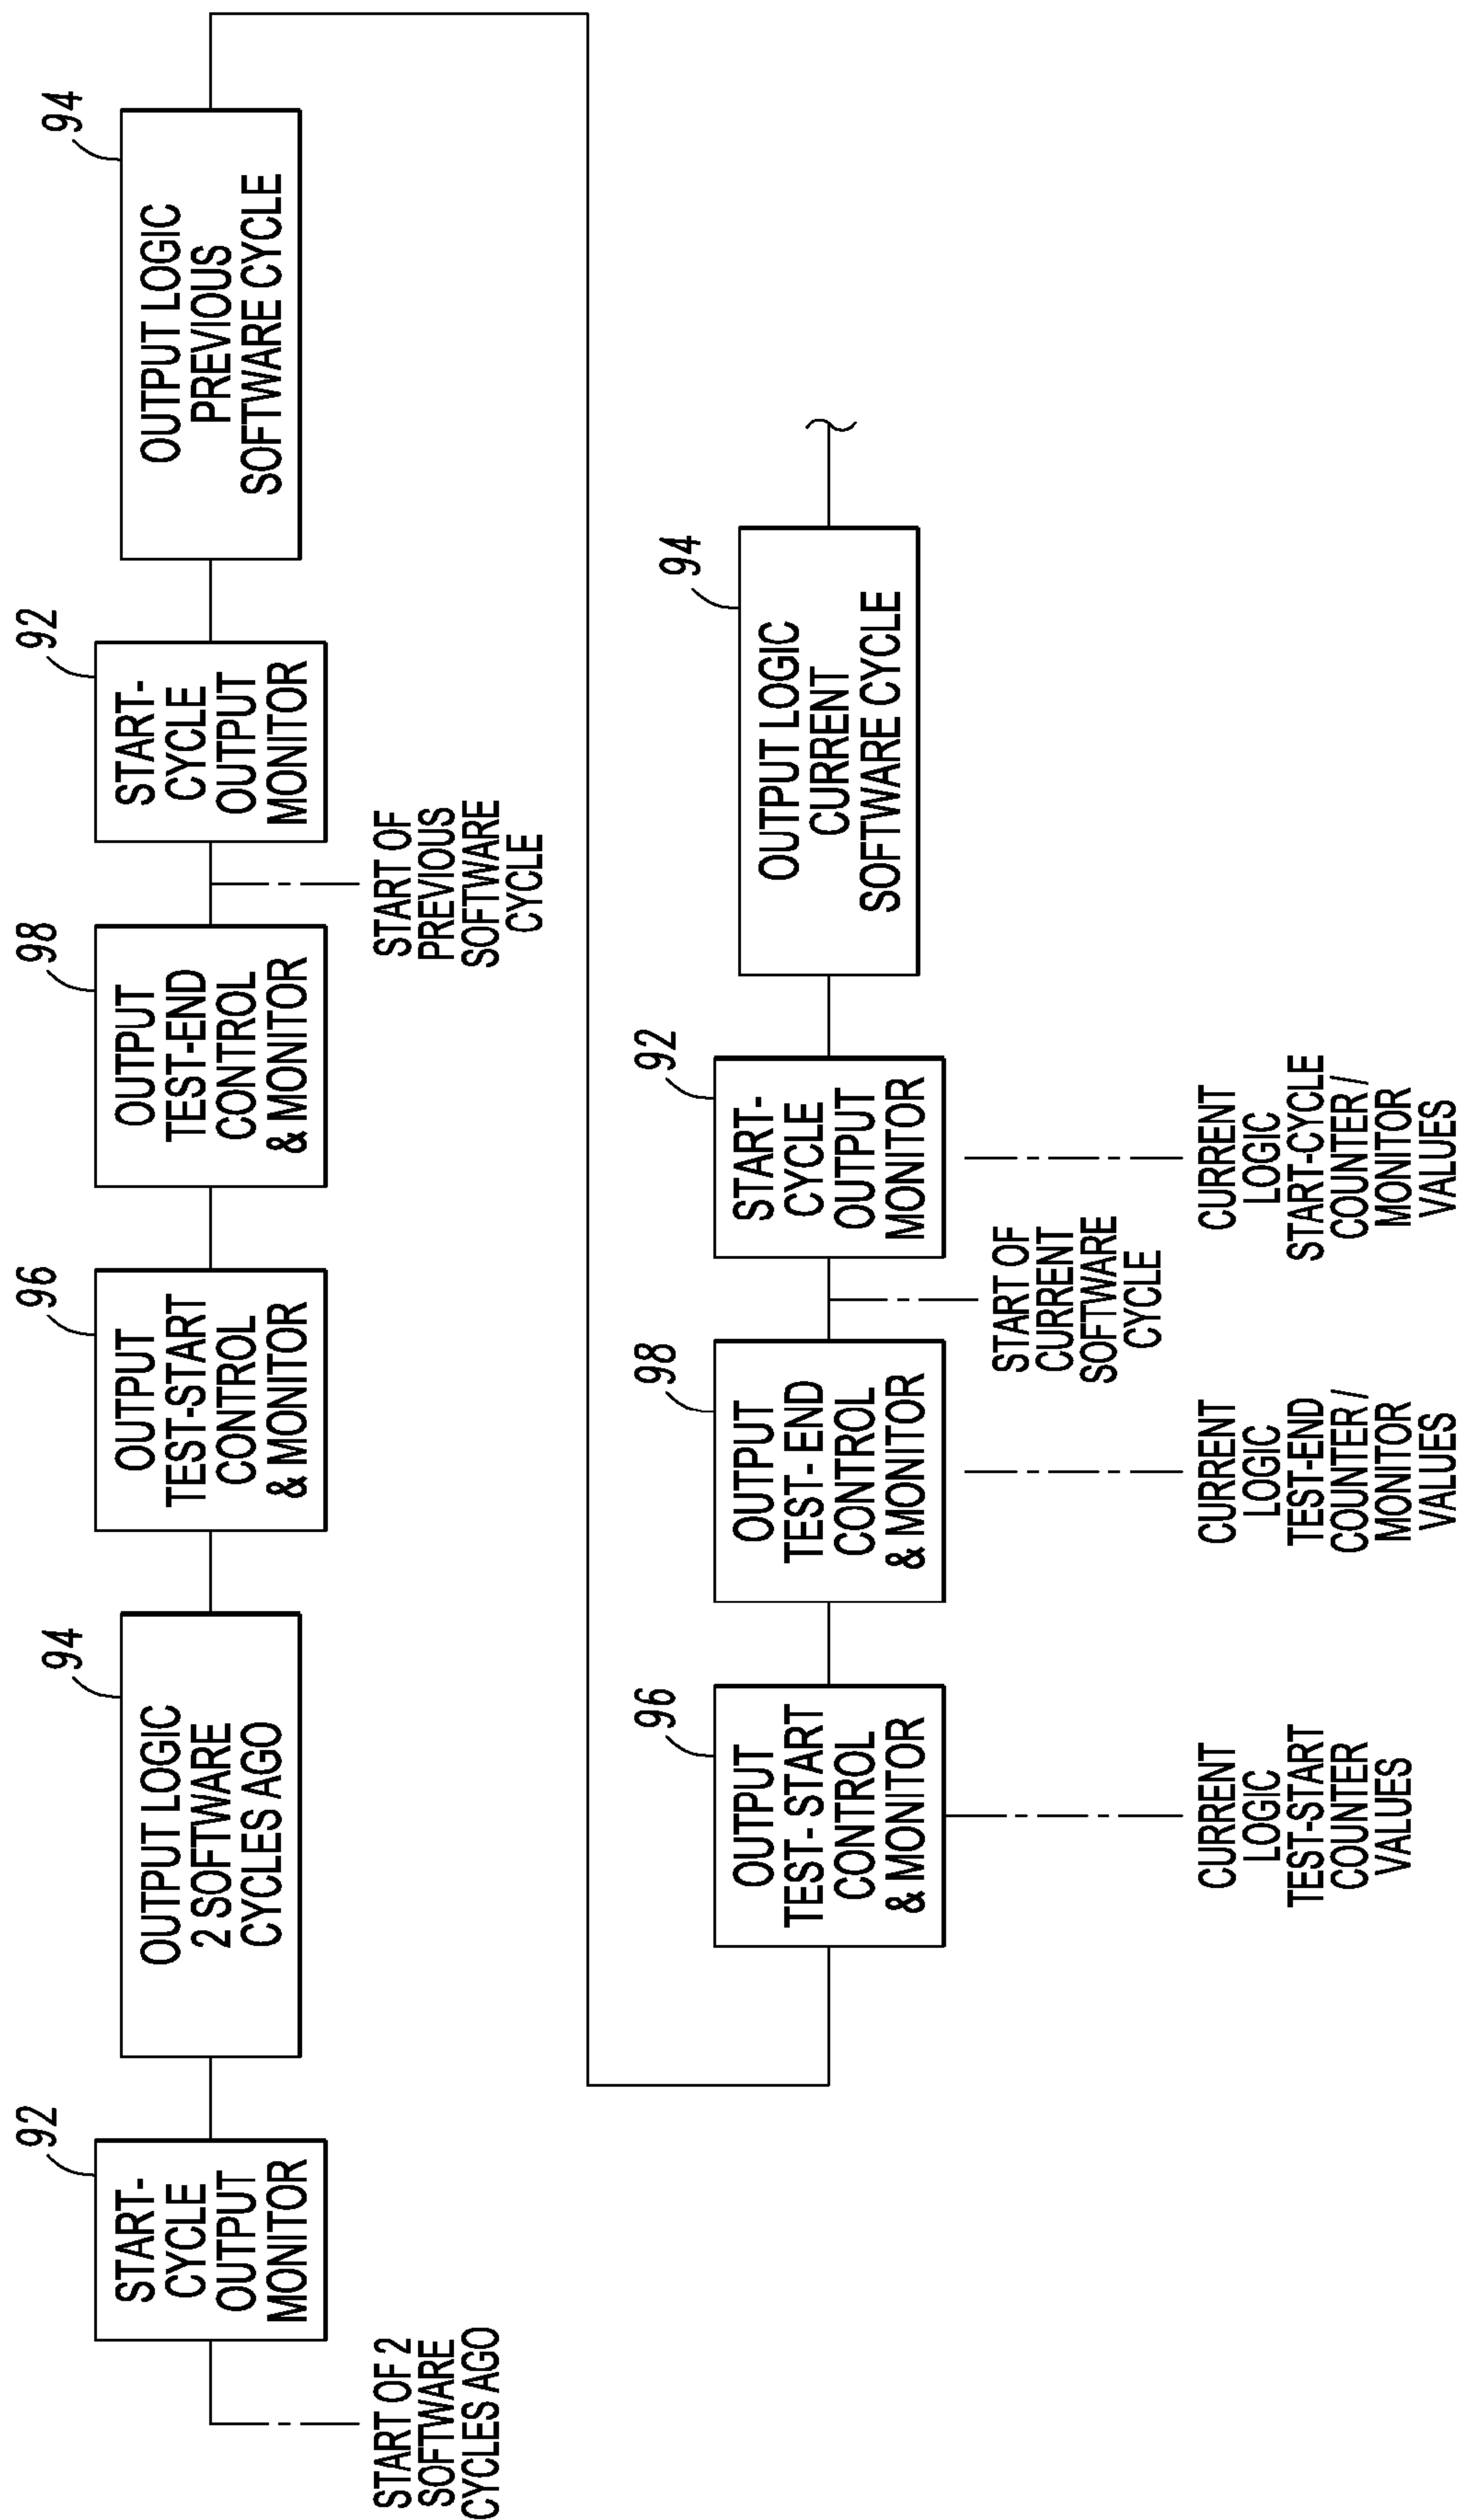 92
START-
CYCLE
OUTPUT
MONITOR
START OF 2
SOFTWARE
CYCLES AGO
94
OUTPUT LOGIC
2 SOFTWARE
CYCLES AGO
96
OUTPUT
TEST-START
CONTROL
& MONITOR
98
OUTPUT
TEST-END
CONTROL
& MONITOR
START OF
PREVIOUS
SOFTWARE
CYCLE
92
START-
CYCLE
OUTPUT
MONITOR
94
OUTPUT LOGIC
PREVIOUS
SOFTWARE CYCLE
96
OUTPUT
TEST-START
CONTROL
& MONITOR
CURRENT
LOGIC
TEST-START
COUNTER
VALUES
98
OUTPUT
TEST-END
CONTROL
& MONITOR
CURRENT
LOGIC
TEST-END
COUNTER/
MONITOR
VALUES
START OF
CURRENT
SOFTWARE
CYCLE
92
START-
CYCLE
OUTPUT
MONITOR
CURRENT
LOGIC
START-CYCLE
COUNTER/
MONITOR
VALUES
94
OUTPUT LOGIC
CURRENT
SOFTWARE CYCLE